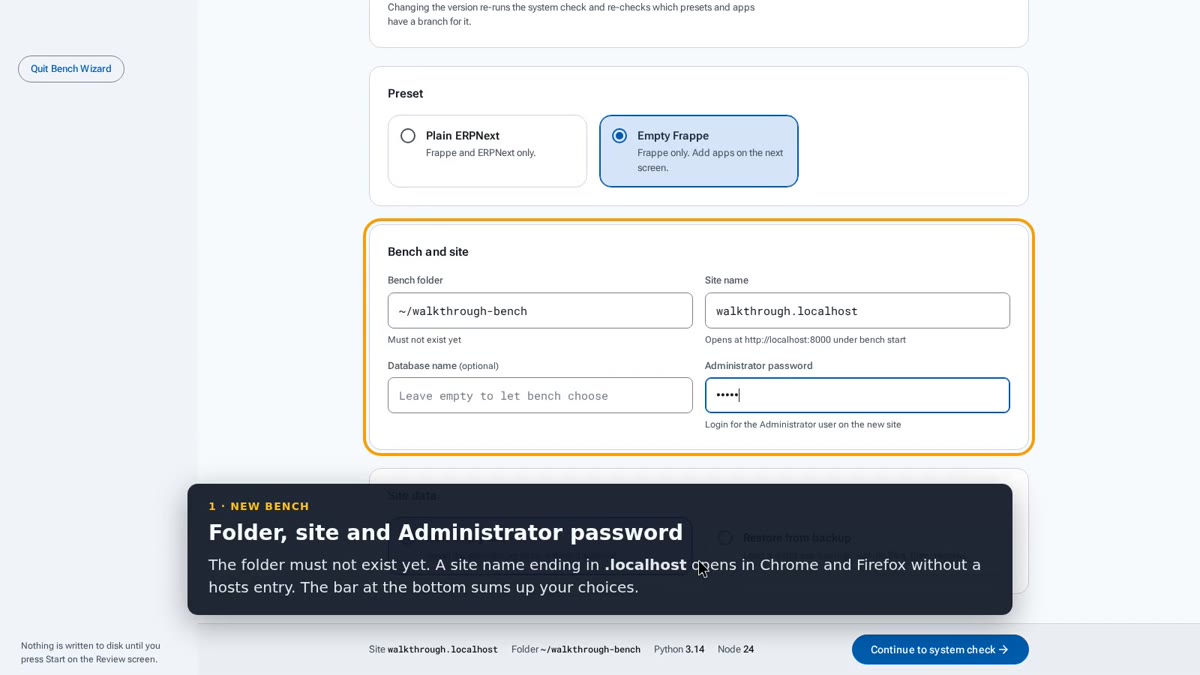 Changing the version re-runs the system check and re-checks which presets and apps
have a branch for it.
Quit Bench Wizard
Preset
Plain ERPNext
Frappe and ERPNext only.
Empty Frappe
Frappe only. Add apps on the next
screen.
Bench and site
Bench folder
~/walkthrough-bench
Must not exist yet
Site name
walkthrough.localhost
Opens at http://localhost:8000 under bench start
Database name (optional)
Leave empty to let bench choose
Administrator password
•••••
Login for the Administrator user on the new site
Site data
Restore from backup
1 · NEW BENCH
Folder, site and Administrator password
The folder must not exist yet. A site name ending in .localhost opens in Chrome and Firefox without a
hosts entry. The bar at the bottom sums up your choices.
Nothing is written to disk until you
press Start on the Review screen.
Site walkthrough.localhost Folder ~/walkthrough-bench Python 3.14 Node 24
Continue to system check →